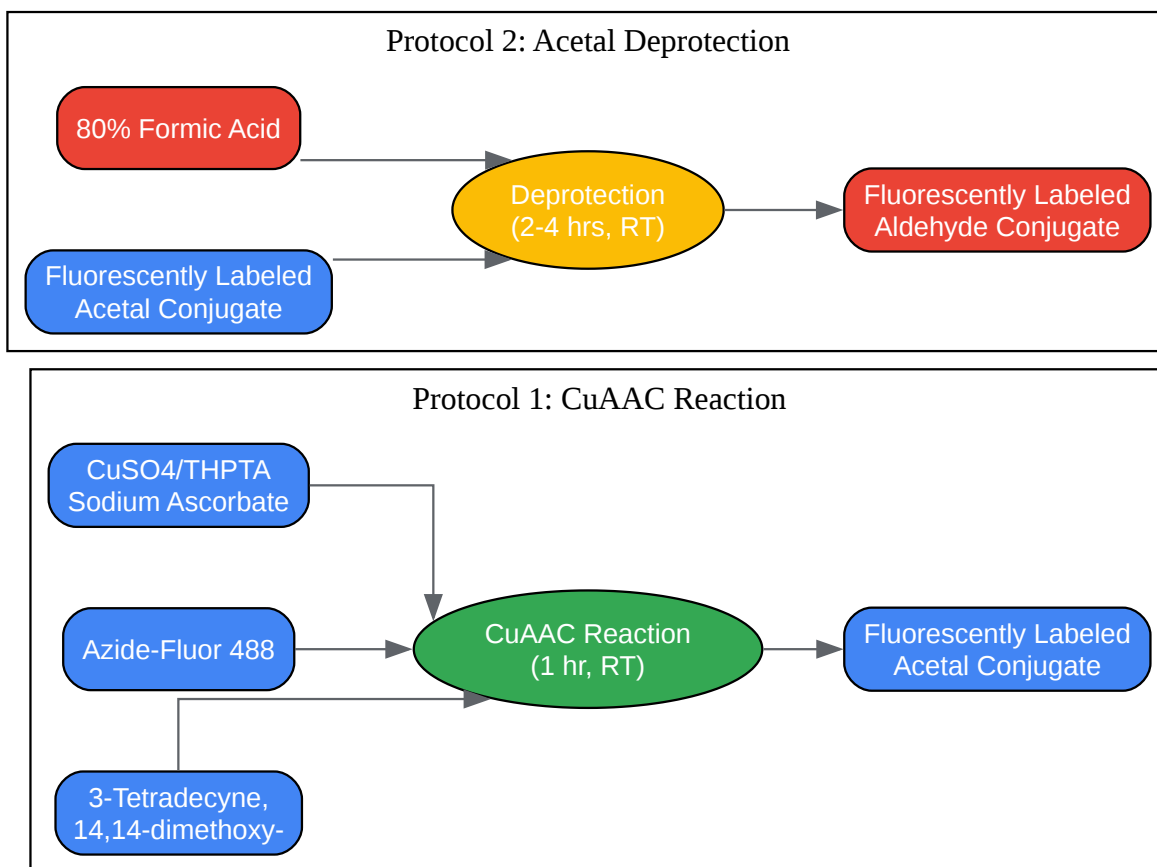 Protocol 2: Acetal Deprotection
80% Formic Acid
Fluorescently Labeled
Acetal Conjugate
Deprotection
(2-4 hrs, RT)
Fluorescently Labeled
Aldehyde Conjugate
Protocol 1: CuAAC Reaction
CuSO4/THPTA
Sodium Ascorbate
Azide-Fluor 488
3-Tetradecyne,
14,14-dimethoxy-
CuAAC Reaction
(1 hr, RT)
Fluorescently Labeled
Acetal Conjugate